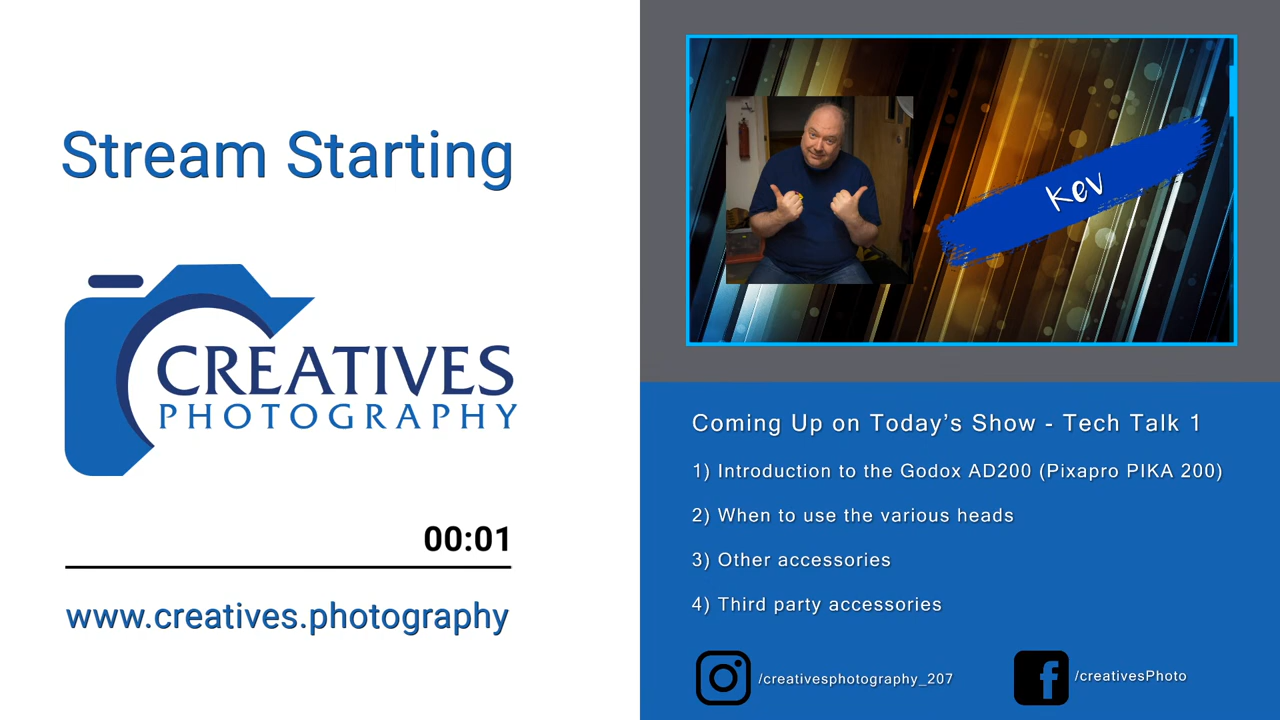 Stream Starting
CREATIVES
PHOTOGRAPHY
00:01
www.creatives.photography
Kev
Coming Up on Today’s Show - Tech Talk 1
1) Introduction to the Godox AD200 (Pixapro PIKA 200)
2) When to use the various heads
3) Other accessories
4) Third party accessories
/creativesphotography_207
/creativesPhoto